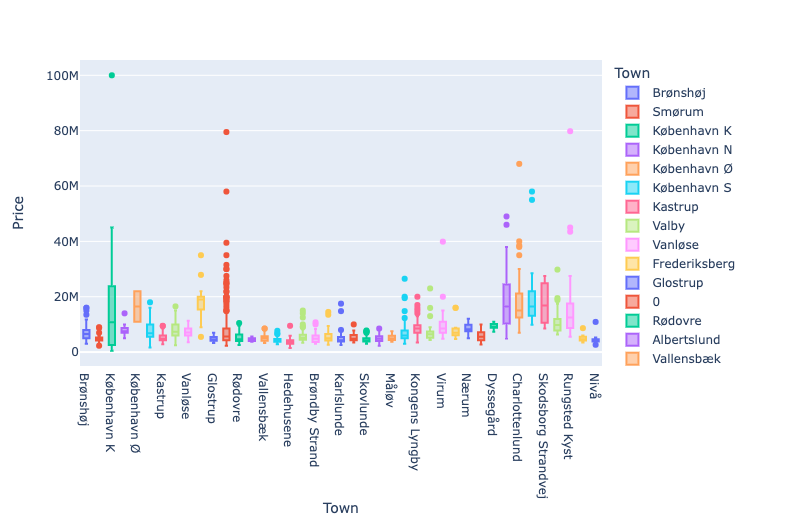 Town
Brønshøj
Smørum
København K
København N
København Ø
København S
Kastrup
Valby
Vanløse
Frederiksberg
Glostrup
0
Rødovre
Albertslund
Vallensbæk
100M
80M
60M
40M
20M
0
Price
Brønshøj
København K
København Ø
Kastrup
Vanløse
Glostrup
Rødovre
Vallensbæk
Hedehusene
Brøndby Strand
Karlslunde
Skovlunde
Måløv
Kongens Lyngby
Virum
Nærum
Dyssegård
Charlottenlund
Skodsborg Strandvej
Rungsted Kyst
Nivå
Town